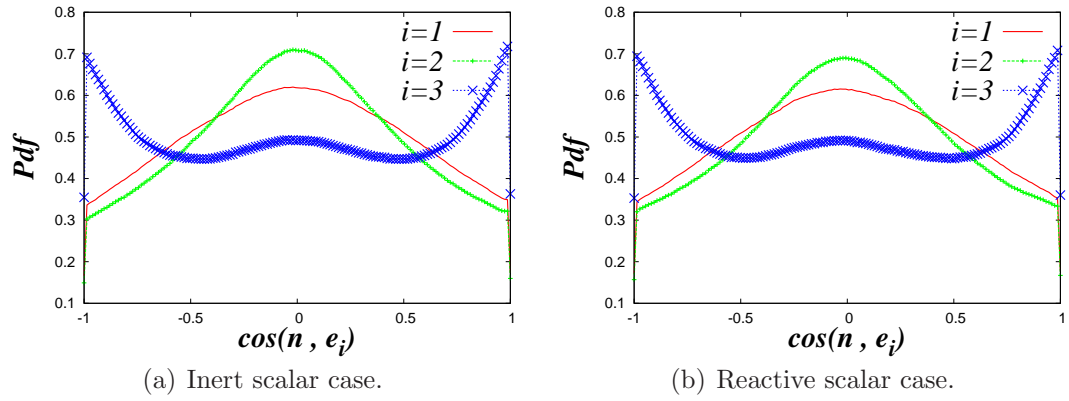 0.8
0.7
0.6
0.5
0.4
0.3
0.2
0.1
Pdf
i=1
i=2
i=3
-1
-0.5
0
0.5
1
cos(n , e_i)
(a) Inert scalar case.
0.8
0.7
0.6
0.5
0.4
0.3
0.2
0.1
Pdf
i=1
i=2
i=3
-1
-0.5
0
0.5
1
cos(n , e_i)
(b) Reactive scalar case.